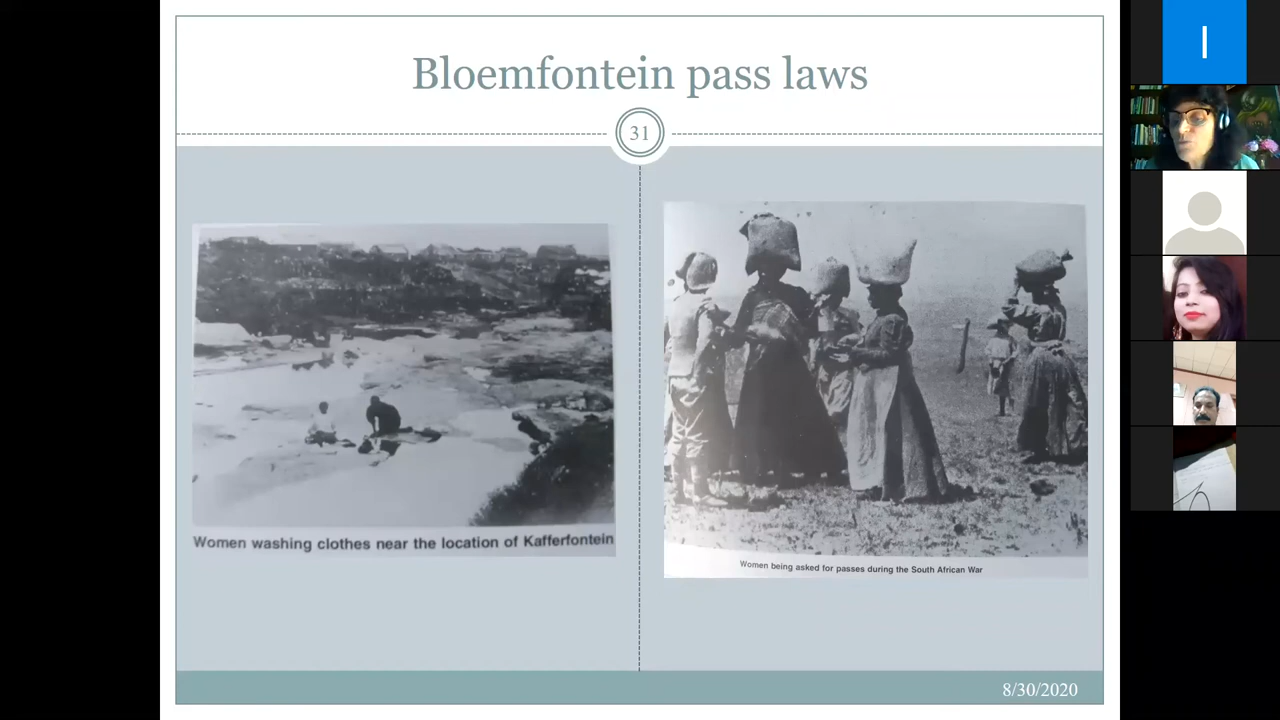 Bloemfontein pass laws
31
Women washing clothes near the location of Kafferfontein
Women being asked for passes during the South African War
8/30/2020
I